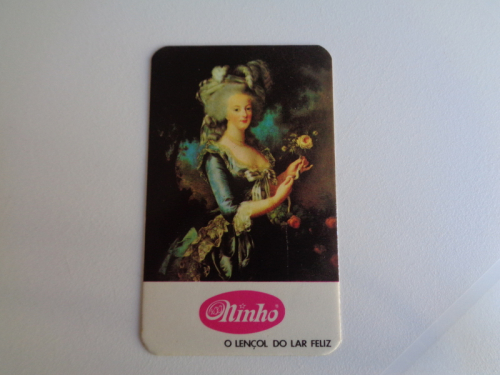 Ninho
O LENÇOL DO LAR FELIZ